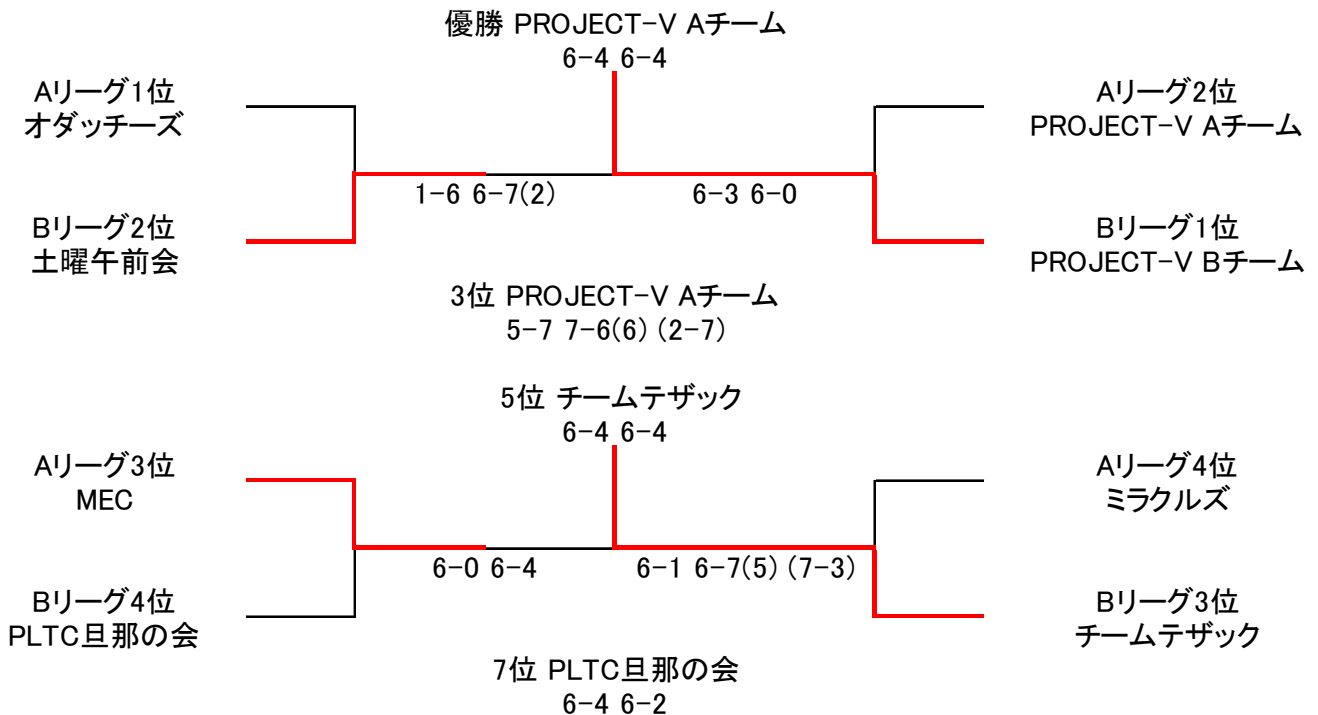 優勝 PROJECT-V Aチーム
6-4 6-4
Aリーグ1位
オダッチーズ
Aリーグ2位
PROJECT-V Aチーム
1-6 6-7(2)
6-3 6-0
Bリーグ2位
土曜午前会
Bリーグ1位
PROJECT-V Bチーム
3位 PROJECT-V Aチーム
5-7 7-6(6) (2-7)
5位 チームテザック
6-4 6-4
Aリーグ3位
MEC
Aリーグ4位
ミラクルズ
6-0 6-4
6-1 6-7(5) (7-3)
Bリーグ4位
PLTC旦那の会
Bリーグ3位
チームテザック
7位 PLTC旦那の会
6-4 6-2